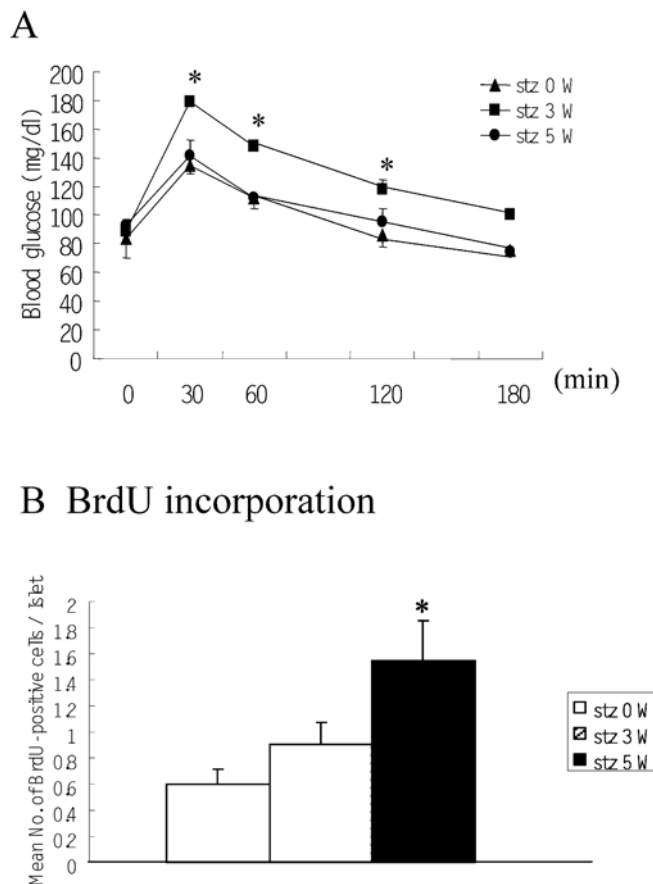 A
Blood glucose (mg/dl)
200
180
160
140
120
100
80
60
40
20
0
* * *
stz 0 W
stz 3 W
stz 5 W
0 30 60 120 180 (min)
B BrdU incorporation
Mean No. of BrdU-positive cells / Islet
2
1.8
1.6
1.4
1.2
1
0.8
0.6
0.4
0.2
0
*
stz 0 W
stz 3 W
stz 5 W